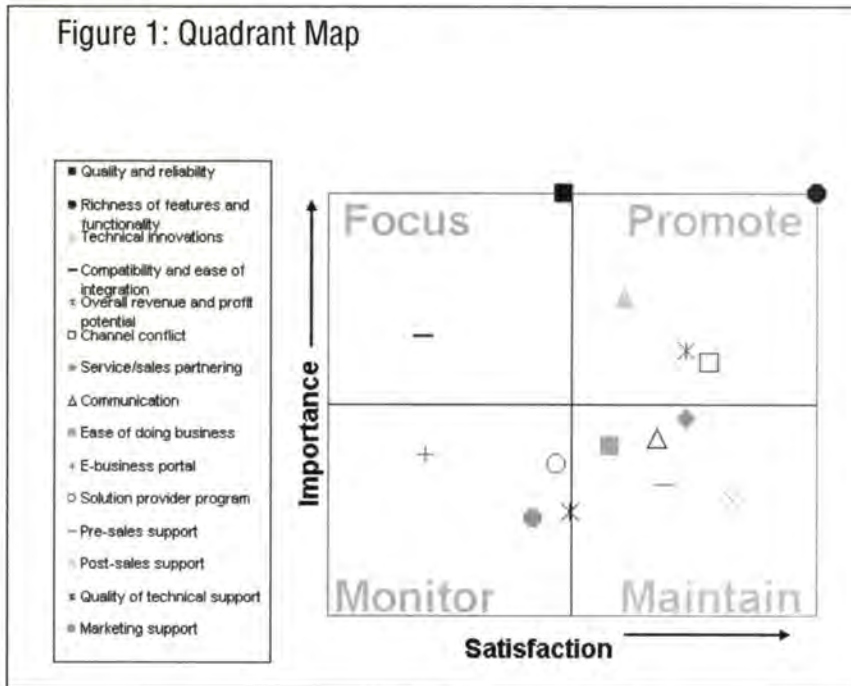 Figure 1: Quadrant Map
Quality and reliability
Richness of features and
functionality
Technical innovations
Compatibility and ease of
integration
Overall revenue and profit
potential
Channel conflict
Service/sales partnering
Communication
Ease of doing business
E-business portal
Solution provider program
Pre-sales support
Post-sales support
Quality of technical support
Marketing support
Focus
Promote
Importance
Monitor
Maintain
Satisfaction